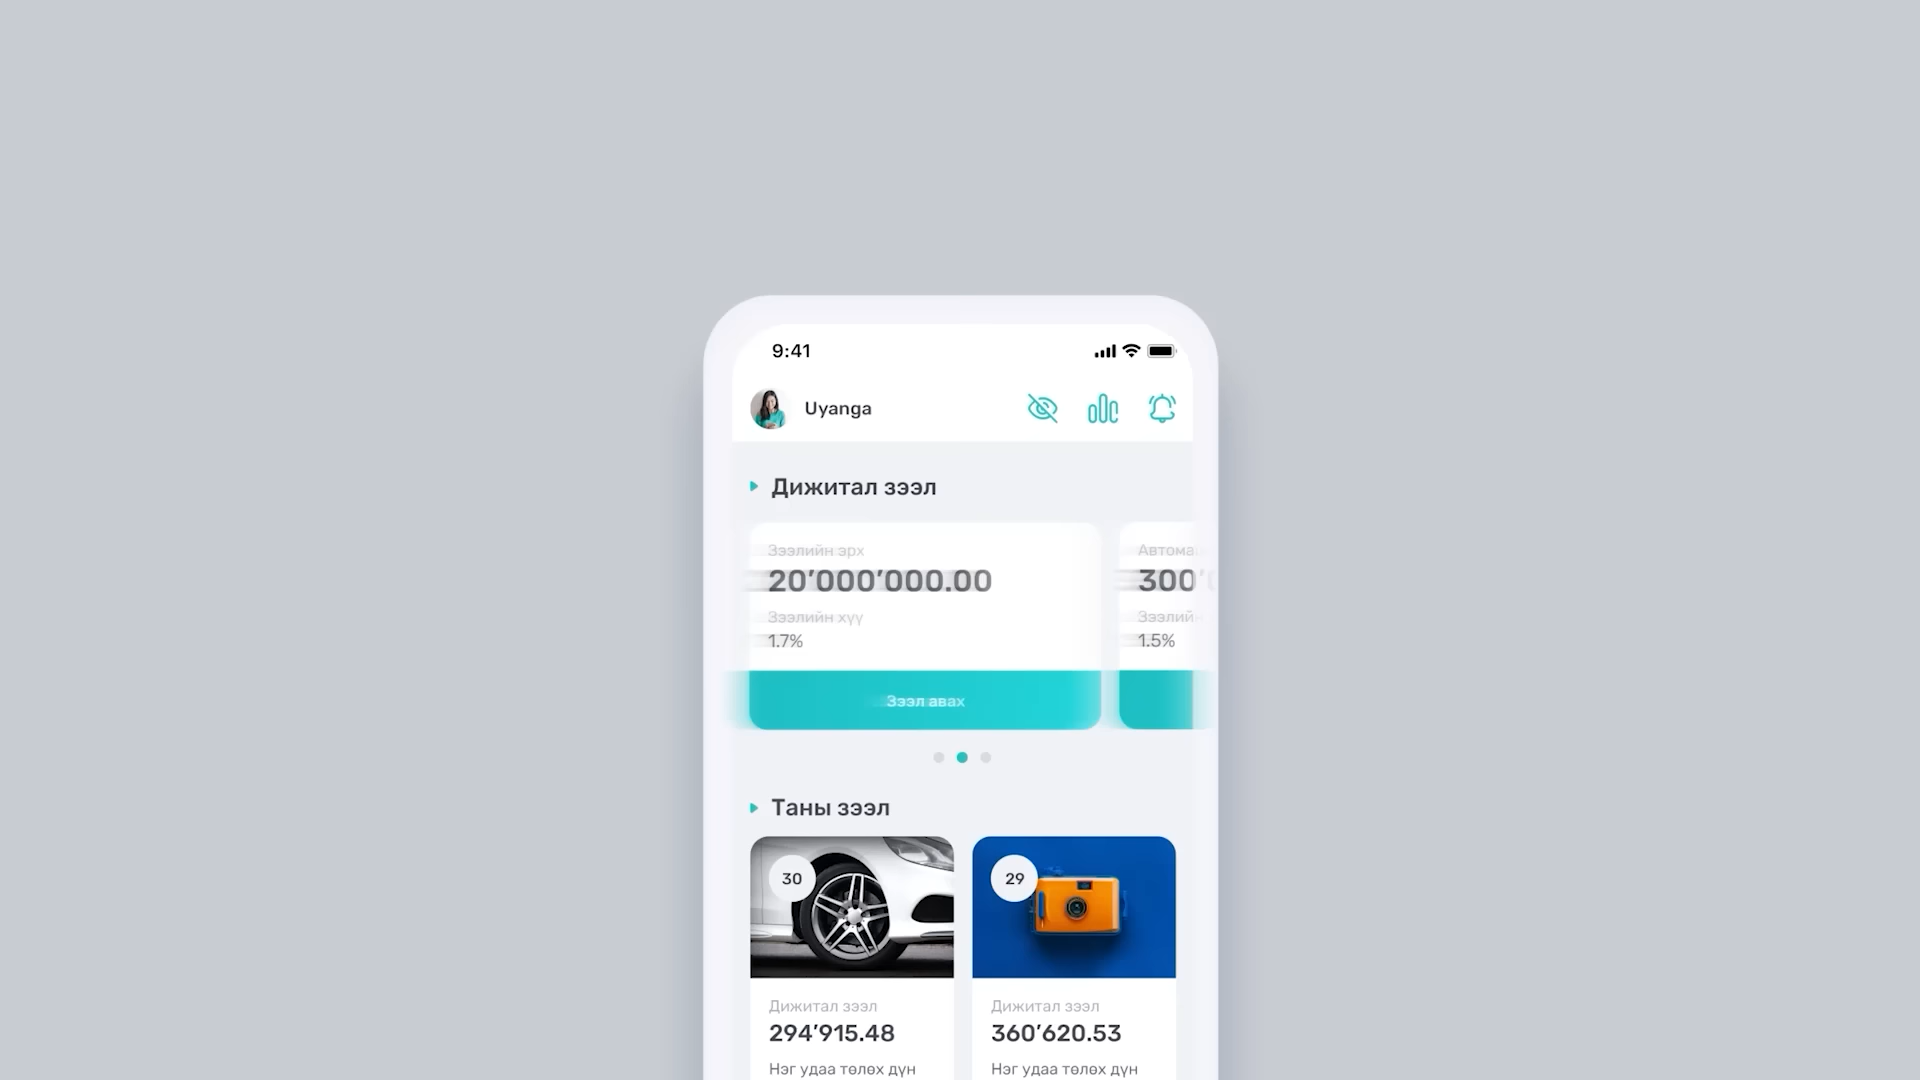 9:41
Uyanga
Дижитал зээл
Зээлийн эрх
20’000’000.00
Зээлийн хүү
1.7%
Зээл авах
300’
1.5%
Таны зээл
30
Дижитал зээл
294’915.48
Нэг удаа төлөх дүн
29
Дижитал зээл
360’620.53
Нэг удаа төлөх дүн